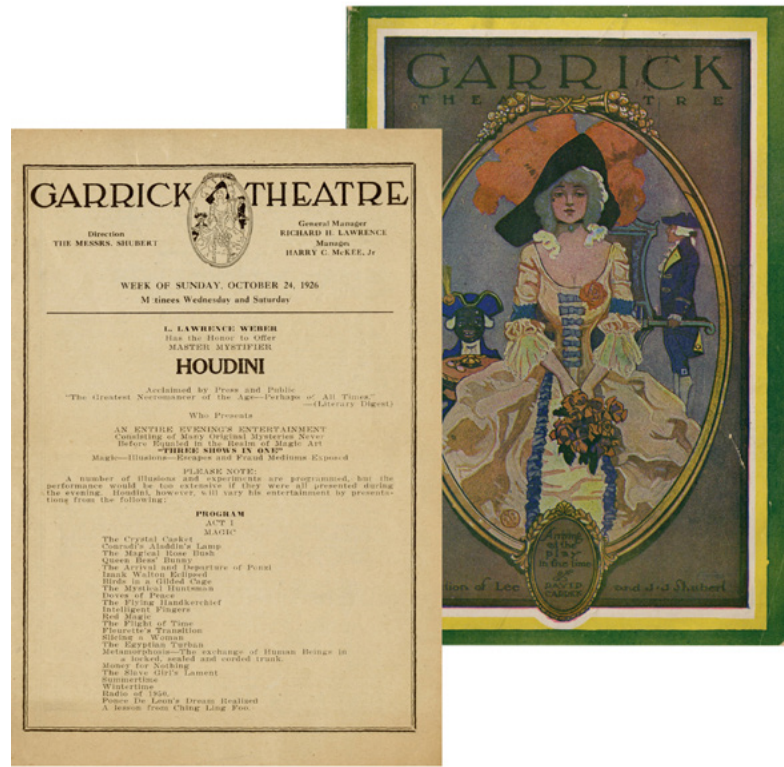 GARRICK THEATRE
Direction
THE MESSRS. SHUBERT
General Manager
RICHARD H. LAWRENCE
Manager
HARRY C. McKEE, Jr
WEEK OF SUNDAY, OCTOBER 24, 1926
M tinees Wednesday and Saturday
L. LAWRENCE WEBER
Has the Honor to Offer
MASTER MYSTIFIER
HOUDINI
Acclaimed by Press and Public
"The Greatest Necromancer of the Age—Perhaps of All Times."
—(Literary Digest)
Who Presents
AN ENTIRE EVENING'S ENTERTAINMENT
Consisting of Many Original Mysteries Never
Before Equaled in the Realm of Magic Art
"THREE SHOWS IN ONE"
Magic—Illusions—Escapes and Fraud Mediums Exposed
PLEASE NOTE:
A number of illusions and experiments are programmed, but the
performance would be too extensive if they were all presented during
the evening. Houdini, however, will vary his entertainment by presenta-
tions from the following:
PROGRAM
ACT I
MAGIC
The Crystal Casket
Conradi's Aladdin's Lamp
The Magical Rose Bush
Queen Bess' Bunny
The Arrival and Departure of Ponzi
Izaak Walton Eclipsed
Birds in a Gilded Cage
The Mystical Huntsman
Doves of Peace
The Flying Handkerchief
Intelligent Fingers
Red Magic
The Flight of Time
Fleurette's Transition
Slicing a Woman
The Egyptian Turban
Metamorphosis—The exchange of Human Beings in
a locked, sealed and corded trunk.
Money for Nothing
The Slave Girl's Lament
Summertime
Wintertime
Radio of 1950.
Ponce De Leon's Dream Realized
A lesson from Ching Ling Foo.
GARRICK
THEATRE
Arriving
at the
play
in the time
of
DAVID
GARRICK
tion of Lee and J.J. Shubert